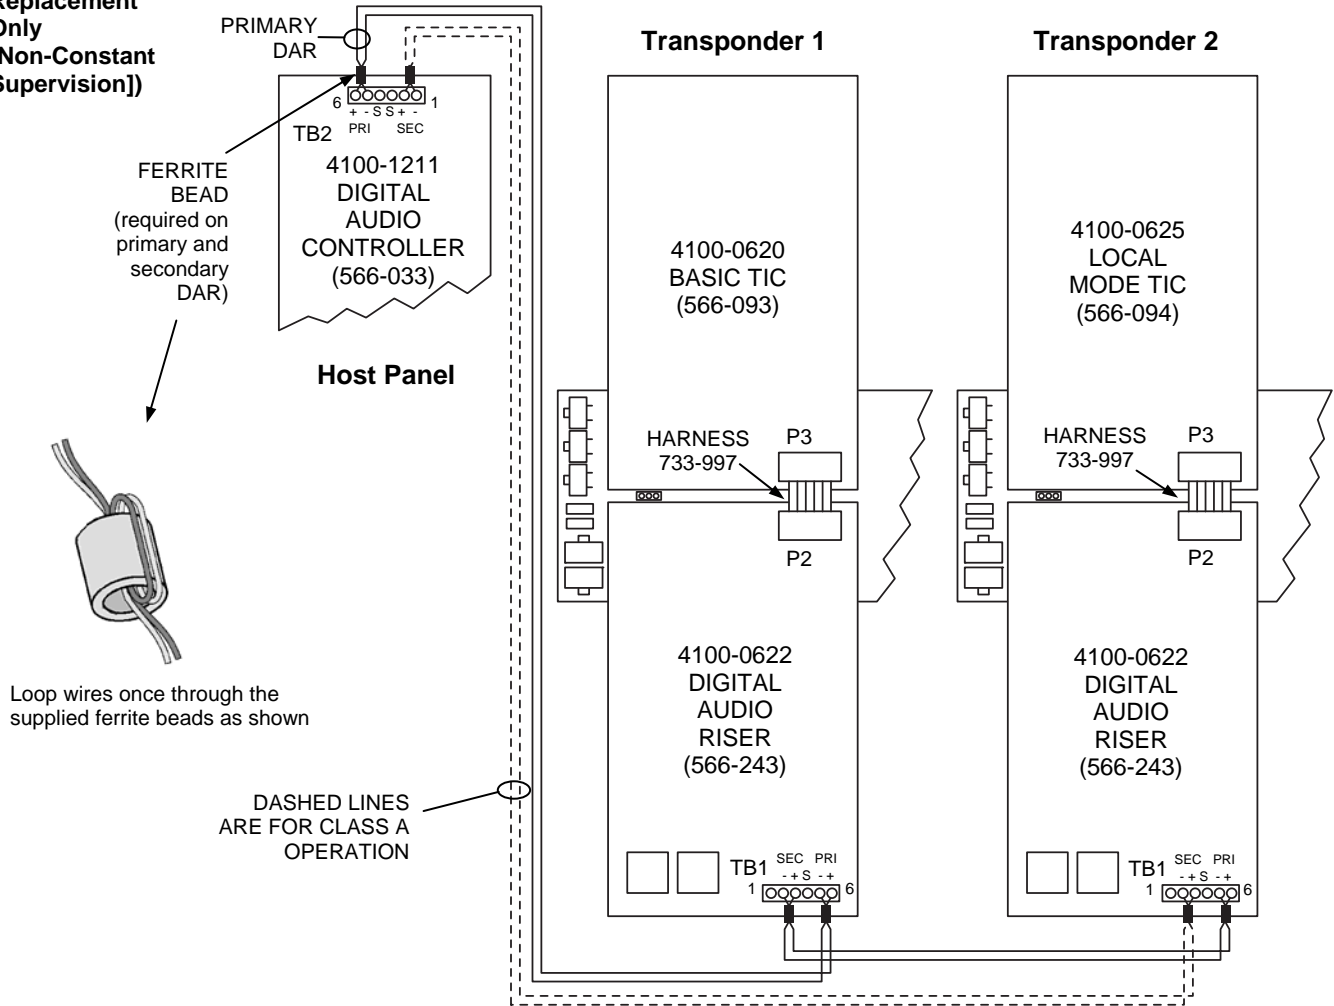 Replacement
Only
Non-Constant
Supervision])
PRIMARY
DAR
6
1
+ - S S + -
PRI SEC
TB2
4100-1211
DIGITAL
AUDIO
CONTROLLER
(566-033)
Host Panel
FERRITE
BEAD
(required on
primary and
secondary
DAR)
Loop wires once through the
supplied ferrite beads as shown
DASHED LINES
ARE FOR CLASS A
OPERATION
Transponder 1
4100-0620
BASIC TIC
(566-093)
HARNESS
733-997
P3
P2
4100-0622
DIGITAL
AUDIO
RISER
(566-243)
TB1
SEC PRI
- + S - +
1
6
Transponder 2
4100-0625
LOCAL
MODE TIC
(566-094)
HARNESS
733-997
P3
P2
4100-0622
DIGITAL
AUDIO
RISER
(566-243)
TB1
SEC PRI
- + S - +
1
6